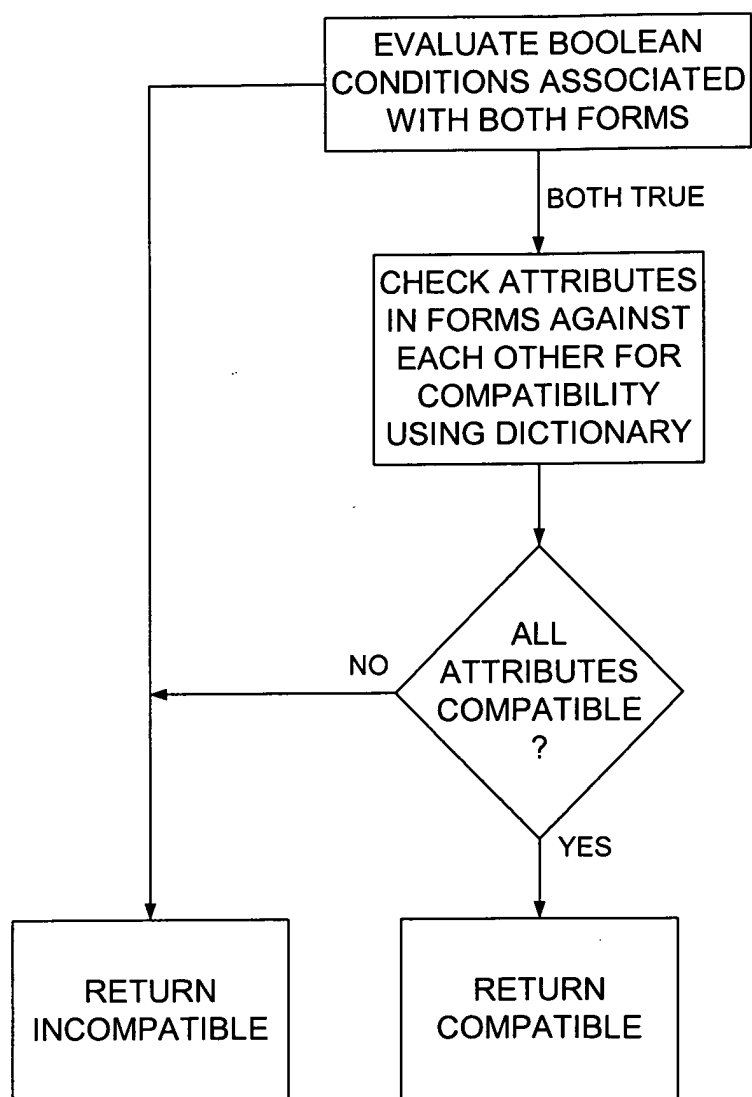 EVALUATE BOOLEAN
CONDITIONS ASSOCIATED
WITH BOTH FORMS
BOTH TRUE
CHECK ATTRIBUTES
IN FORMS AGAINST
EACH OTHER FOR
COMPATIBILITY
USING DICTIONARY
ALL
ATTRIBUTES
COMPATIBLE
?
NO
YES
RETURN
INCOMPATIBLE
RETURN
COMPATIBLE